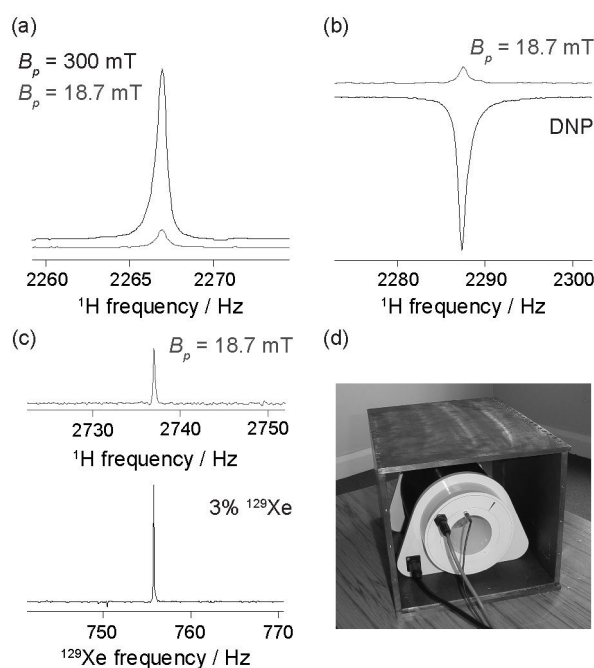 (a)
Bp = 300 mT
Bp = 18.7 mT
2260 2265 2270
¹H frequency / Hz
(b)
Bp = 18.7 mT
DNP
2280 2290 2300
¹H frequency / Hz
(c)
Bp = 18.7 mT
2730 2740 2750
¹H frequency / Hz
3% ¹²⁹Xe
750 760 770
¹²⁹Xe frequency / Hz
(d)